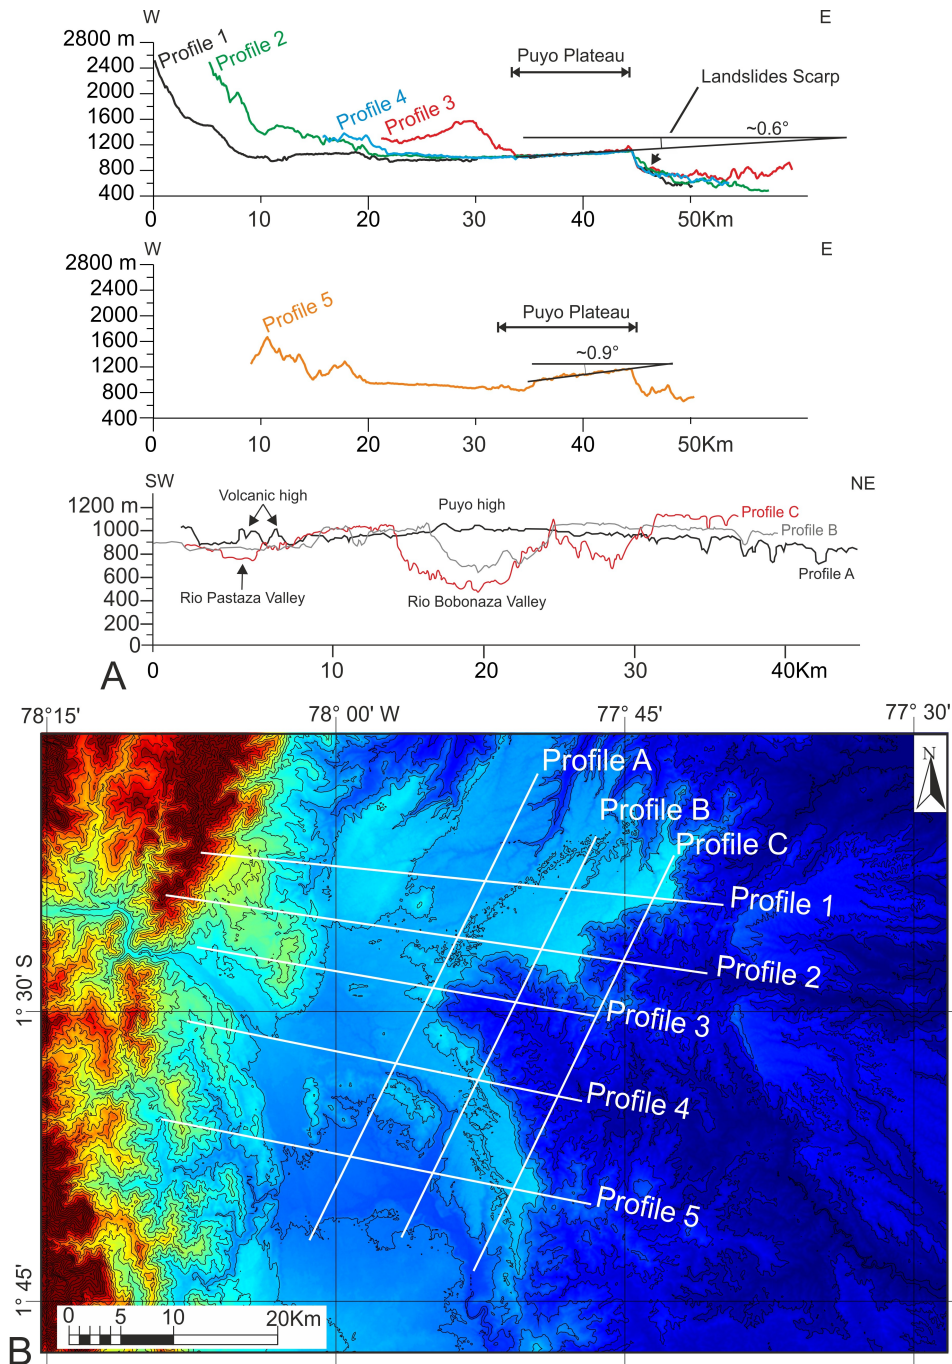 W E
2800 m
2400
2000
1600
1200
800
400
Profile 1
Profile 2
Profile 4
Profile 3
Puyo Plateau
Landslides Scarp
~0.6°
0 10 20 30 40 50Km
W E
2800 m
2400
2000
1600
1200
800
400
Profile 5
Puyo Plateau
~0.9°
0 10 20 30 40 50Km
SW NE
1200 m
1000
800
600
400
200
0
Volcanic high
Puyo high
Profile C
Profile B
Profile A
Rio Pastaza Valley
Rio Bobonaza Valley
0 10 20 30 40Km
A
78°15' 78° 00' W 77° 45' 77° 30'
N
Profile A
Profile B
Profile C
Profile 1
Profile 2
Profile 3
Profile 4
Profile 5
1° 30' S
1° 45'
0 5 10 20Km
B